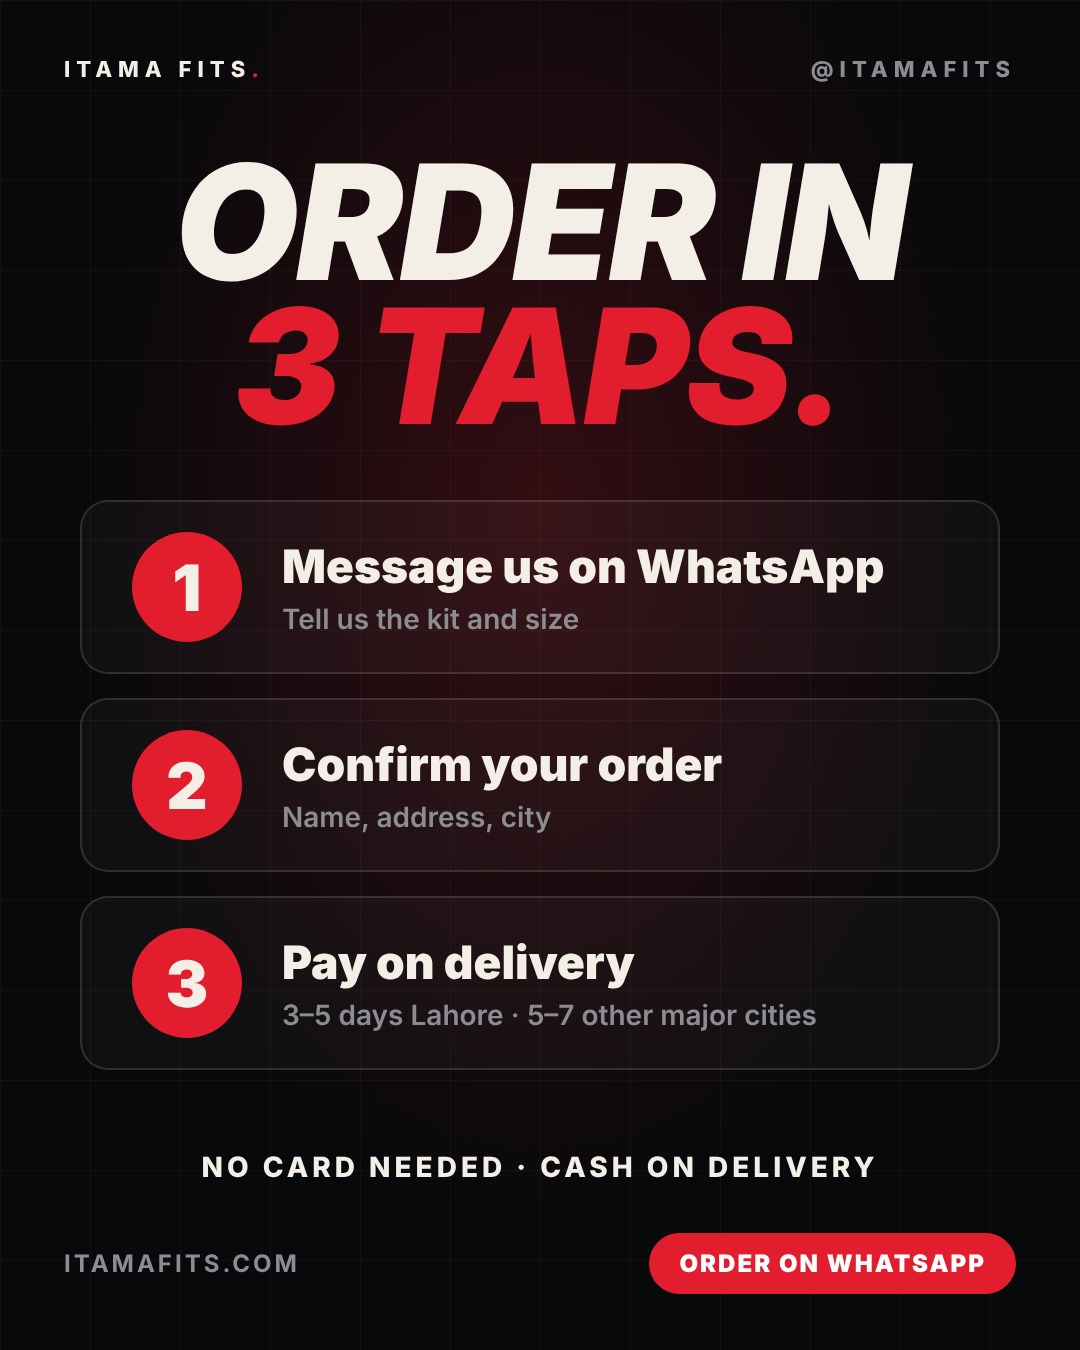 ITAMA FITS.
@ITAMAFITS
ORDER IN
3 TAPS.
1
Message us on WhatsApp
Tell us the kit and size
2
Confirm your order
Name, address, city
3
Pay on delivery
3–5 days Lahore · 5–7 other major cities
NO CARD NEEDED · CASH ON DELIVERY
ITAMAFITS.COM
ORDER ON WHATSAPP